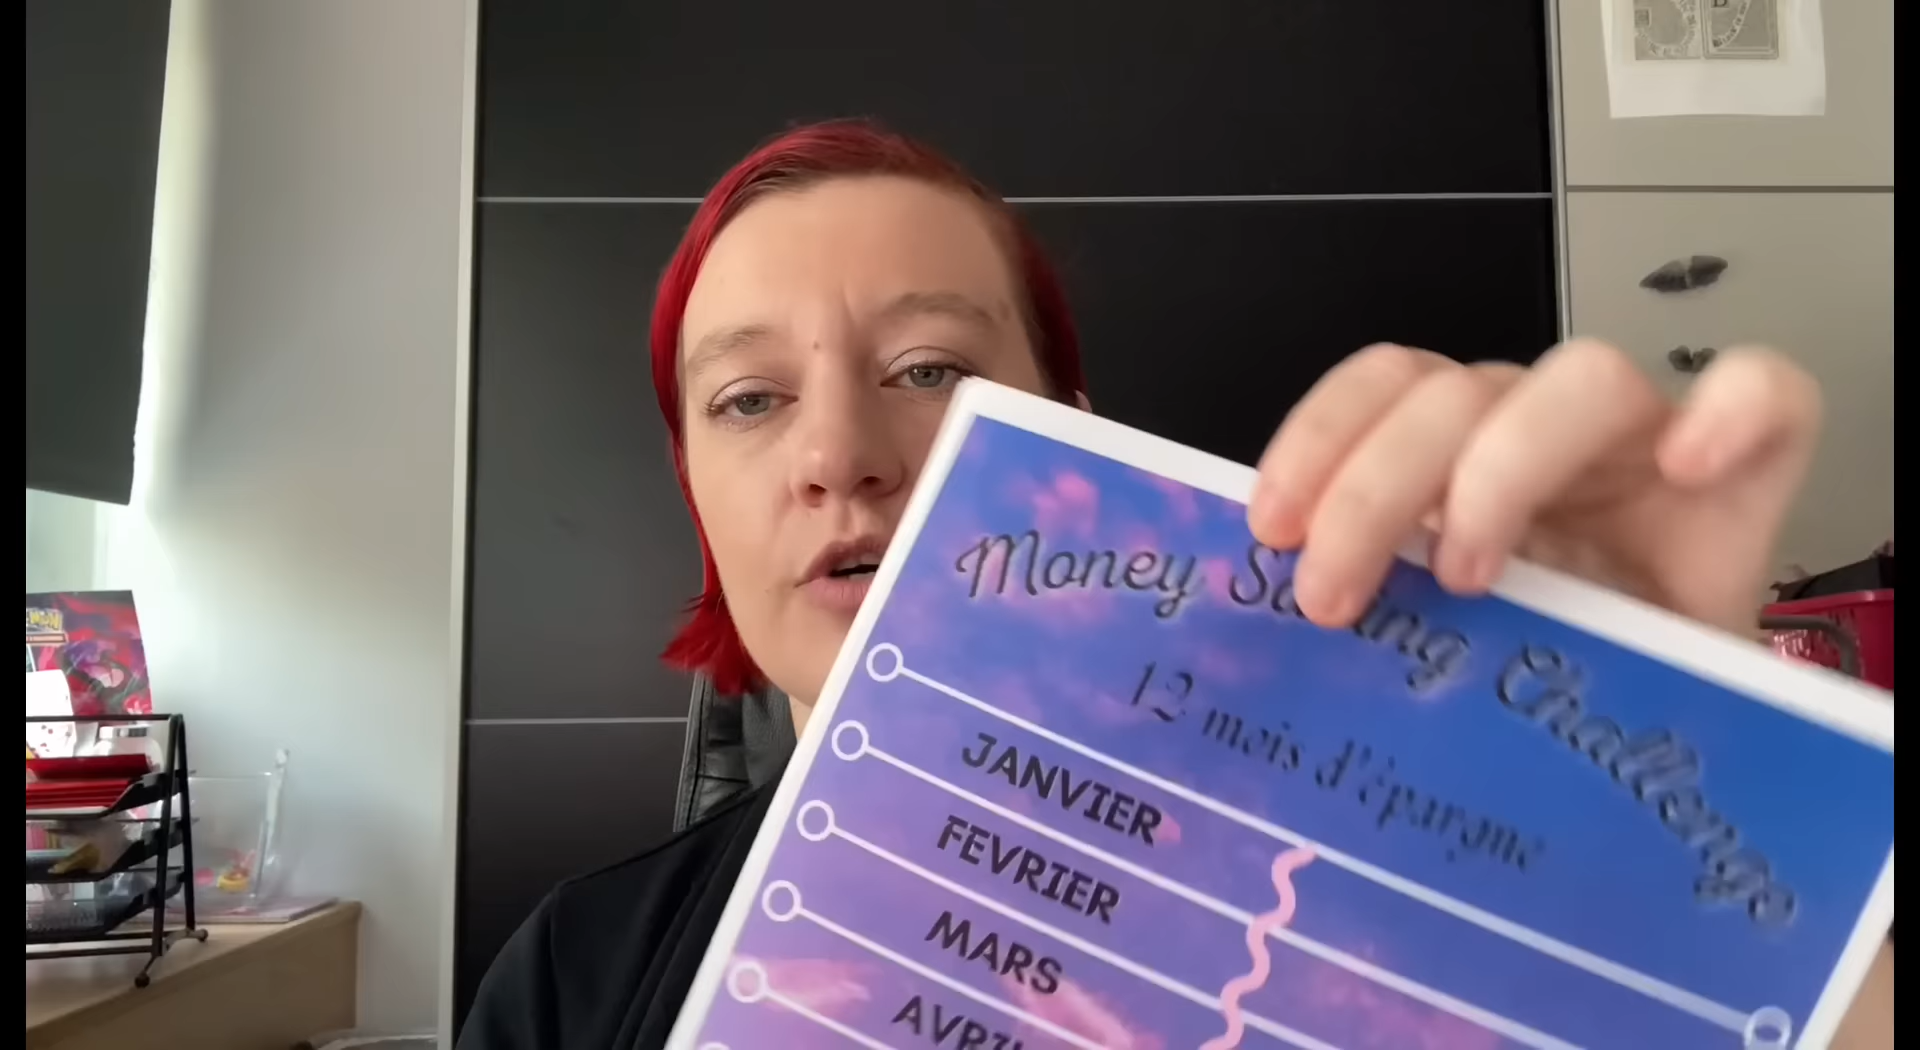 Money Saving Challenge
12 mois d'épargne
JANVIER
FEVRIER
MARS